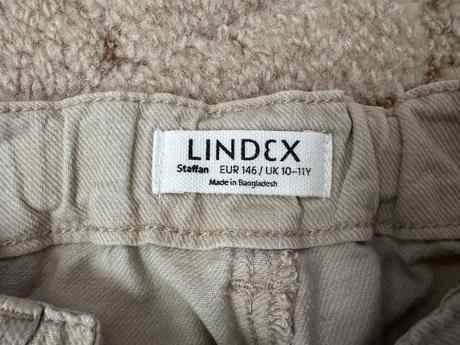 LINDEX
Staffan EUR 146 / UK 10-11Y
Made in Bangladesh